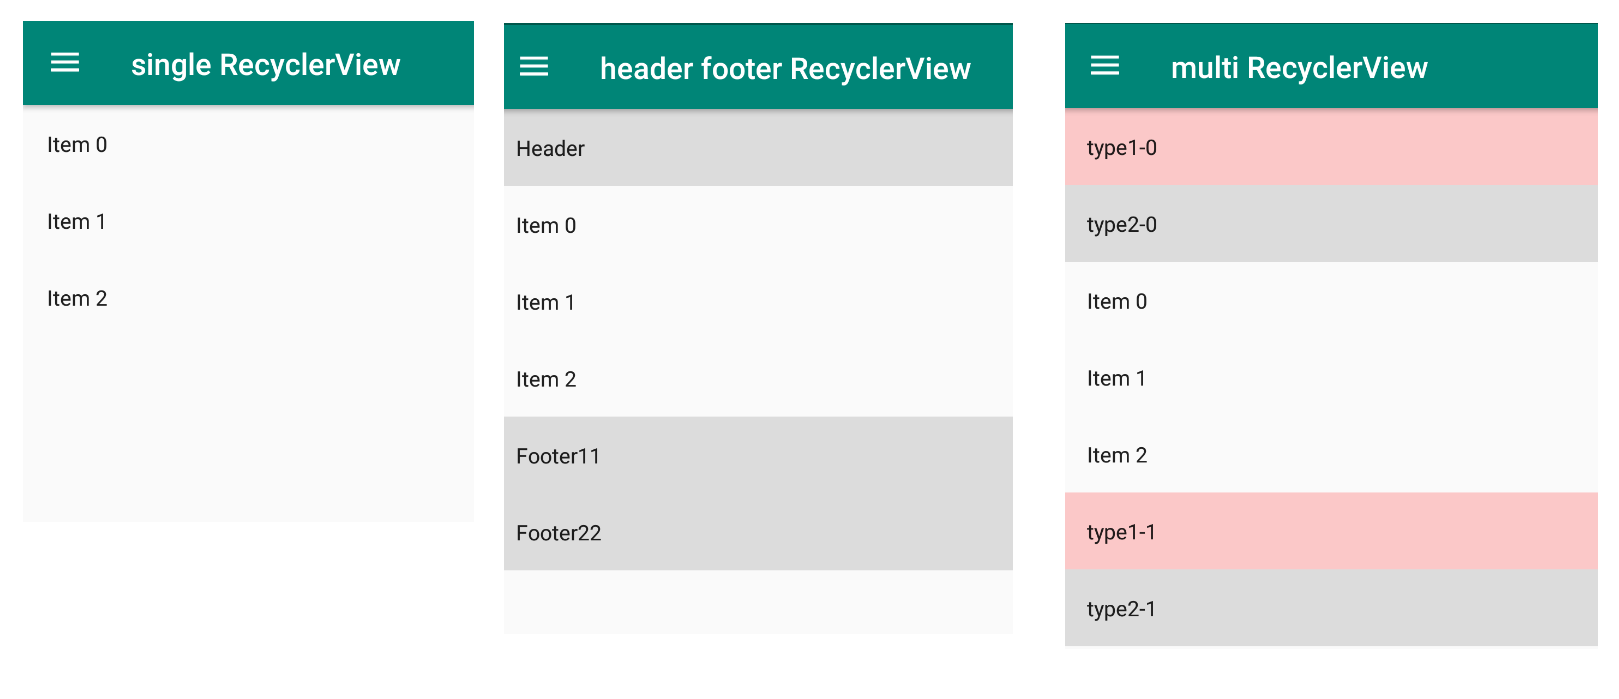 single RecyclerView
Item 0
Item 1
Item 2
header footer RecyclerView
Header
Item 0
Item 1
Item 2
Footer11
Footer22
multi RecyclerView
type1-0
type2-0
Item 0
Item 1
Item 2
type1-1
type2-1